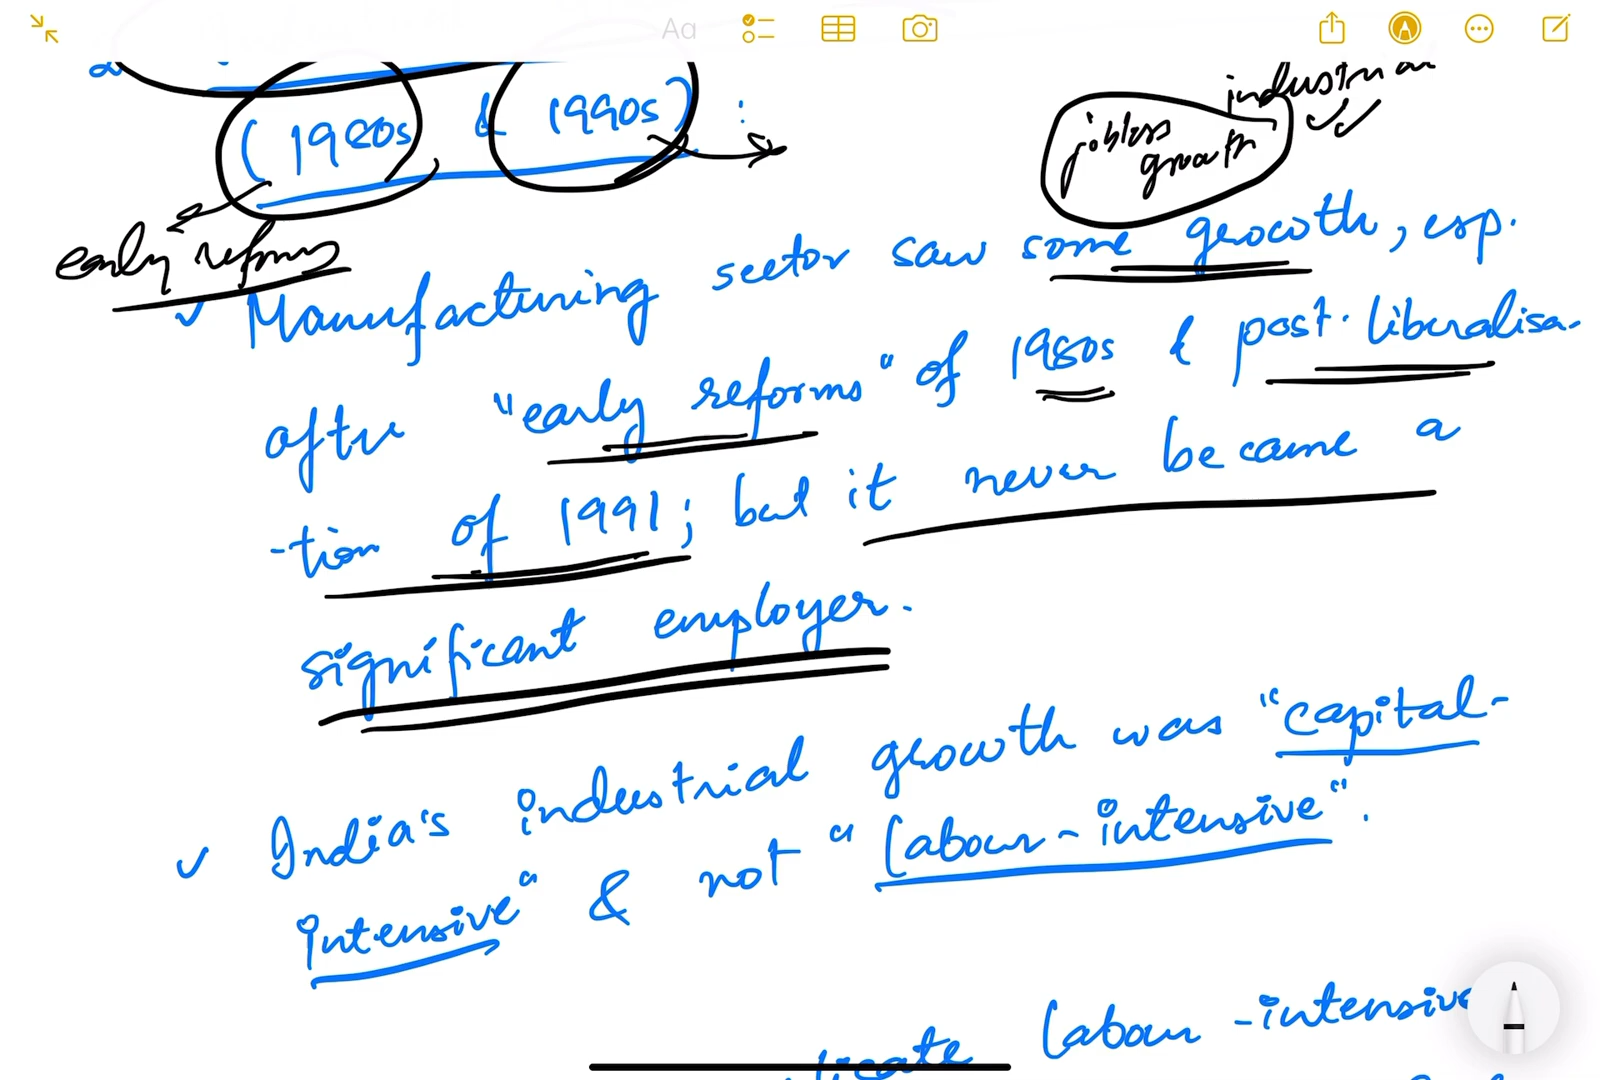 Aa
industrial
(1980s & 1990s) :
jobless
growth
early reforms
Manufacturing sector saw some growth, esp.
after "early reforms" of 1980s & post-liberalisa-
-tion of 1991; but it never became a
significant employer.
India's industrial growth was "capital-
intensive" & not "labour-intensive".
labour-intensive